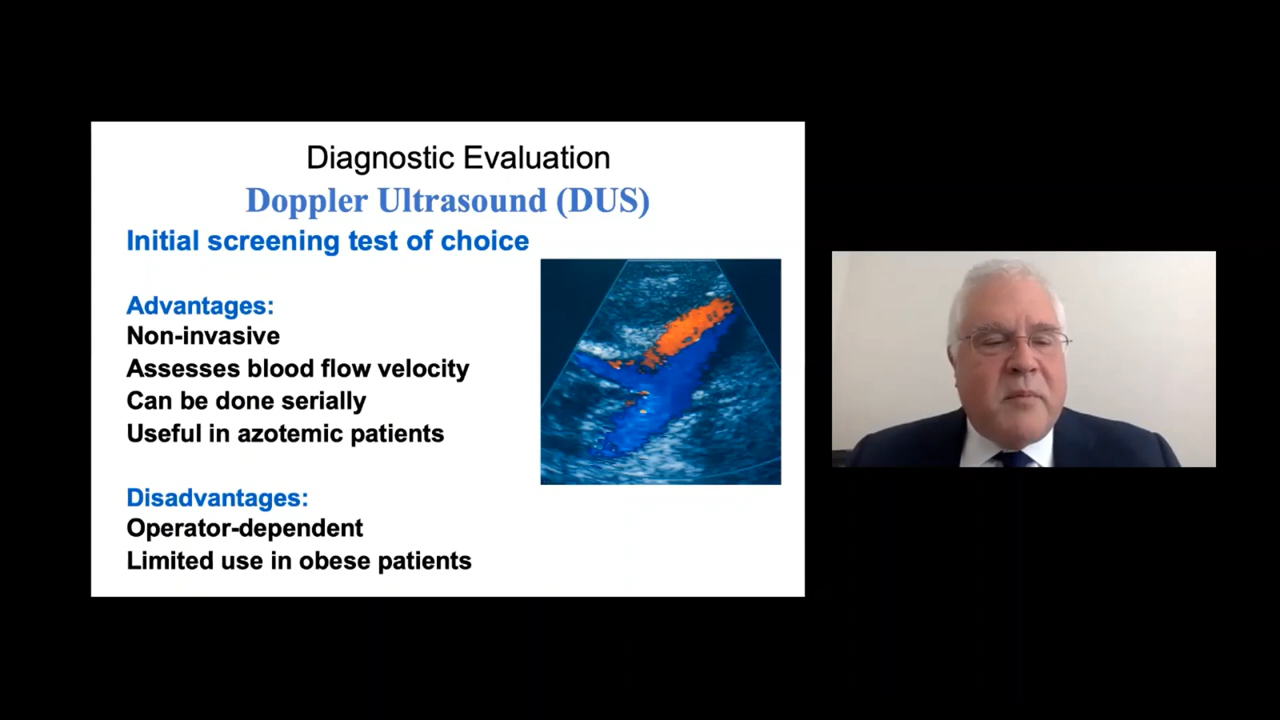 Diagnostic Evaluation
Doppler Ultrasound (DUS)
Initial screening test of choice
Advantages:
Non-invasive
Assesses blood flow velocity
Can be done serially
Useful in azotemic patients
Disadvantages:
Operator-dependent
Limited use in obese patients